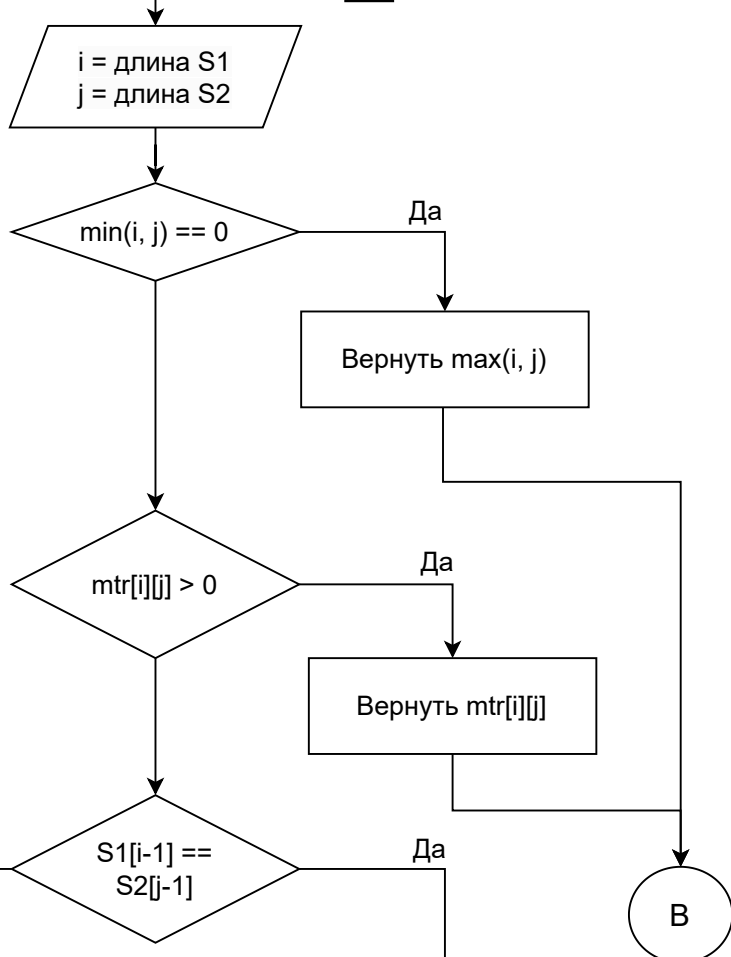 i = длина S1
j = длина S2
min(i, j) == 0
Да
Вернуть max(i, j)
mtr[i][j] > 0
Да
Вернуть mtr[i][j]
S1[i-1] ==
S2[j-1]
Да
B